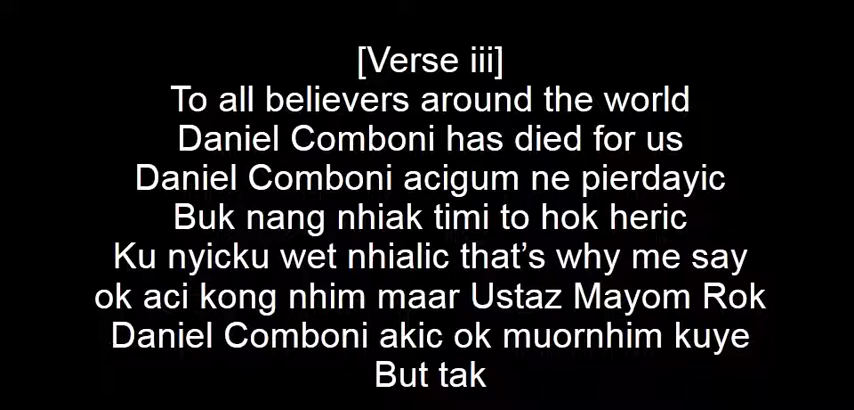 [Verse iii]
To all believers around the world
Daniel Comboni has died for us
Daniel Comboni acigum ne pierdayic
Buk nang nhiak timi to hok heric
Ku nyicku wet nhialic that’s why me say
ok aci kong nhim maar Ustaz Mayom Rok
Daniel Comboni akic ok muornhim kuye
But tak